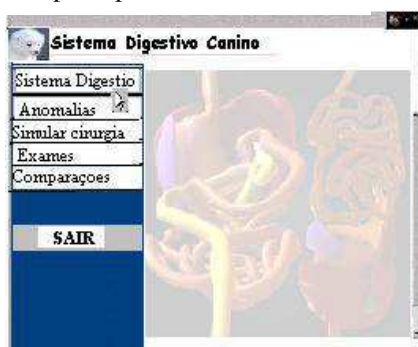 Sistema Digestivo Canino
Sistema Digestio
Anomalias
Simular cirurgia
Exames
Comparaçoes
SAIR